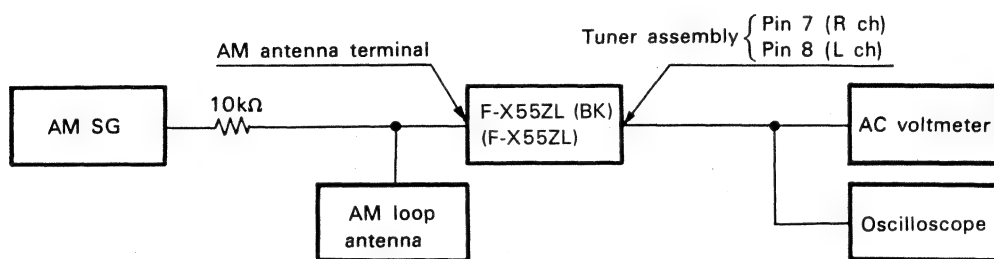 AM antenna terminal
Tuner assembly { Pin 7 (R ch)
Pin 8 (L ch)
AM SG
10kΩ
F-X55ZL (BK)
(F-X55ZL)
AC voltmeter
AM loop
antenna
Oscilloscope